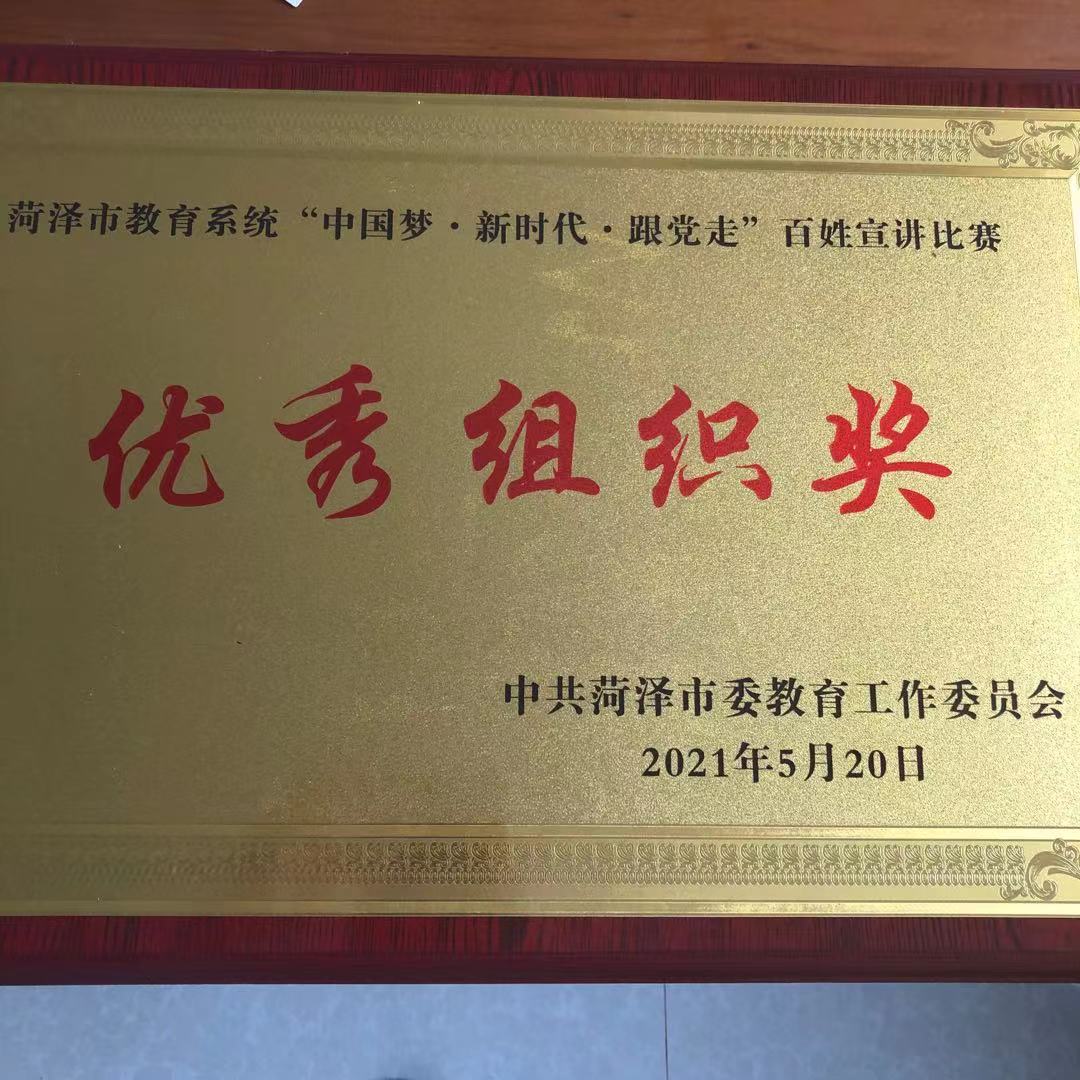 菏泽市教育系统“中国梦·新时代·跟党走”百姓宣讲比赛
优秀组织奖
中共菏泽市委教育工作委员会
2021年5月20日